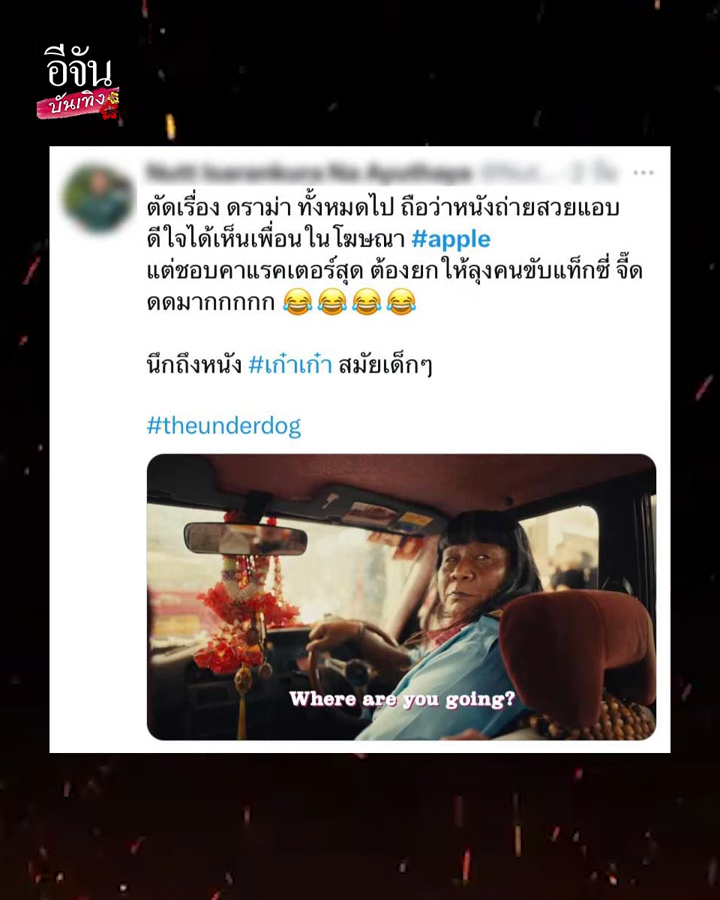 อีจัน
บันเทิง
ตัดเรื่อง ดราม่า ทั้งหมดไป ถือว่าหนังถ่ายสวยแอบ
ดีใจได้เห็นเพื่อนในโฆษณา #apple
แต่ชอบคาแรคเตอร์สุด ต้องยกให้ลุงคนขับแท็กซี่ จี๊ด
ดดมากกกกก 😂😂😂😂
นึกถึงหนัง #เก๋าเก๋า สมัยเด็กๆ
#theunderdog
Where are you going?